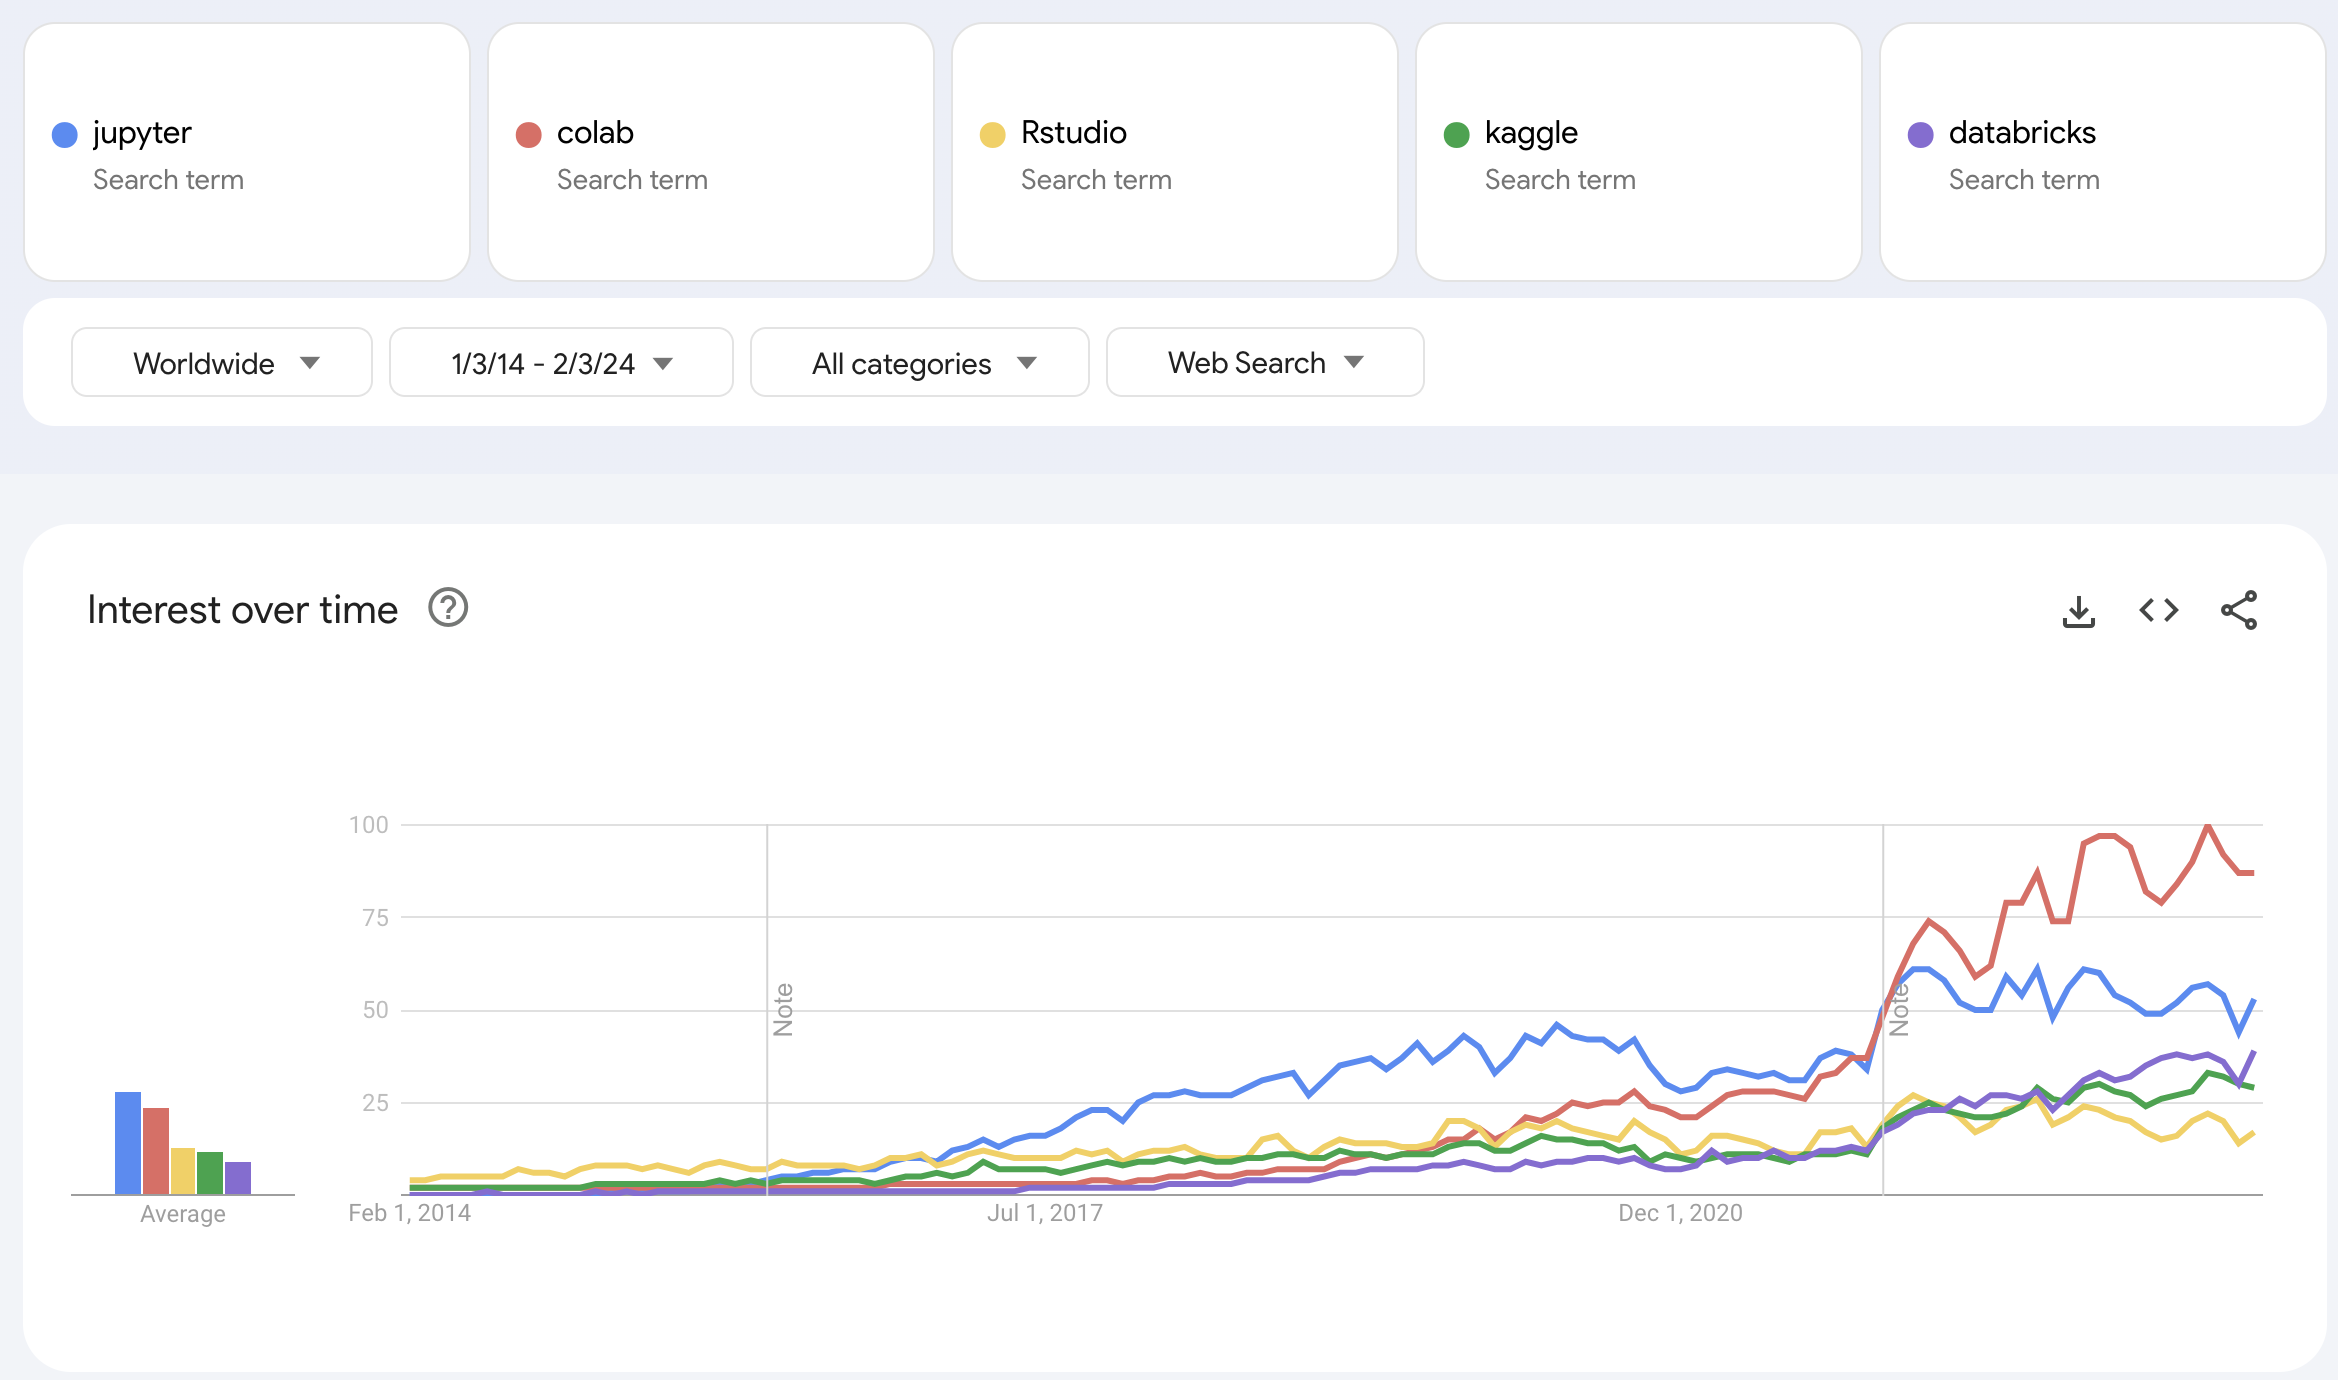 jupyter
Search term
colab
Search term
Rstudio
Search term
kaggle
Search term
databricks
Search term
Worldwide
1/3/14 - 2/3/24
All categories
Web Search
Interest over time
?
100
75
50
25
Note
Note
Average
Feb 1, 2014
Jul 1, 2017
Dec 1, 2020